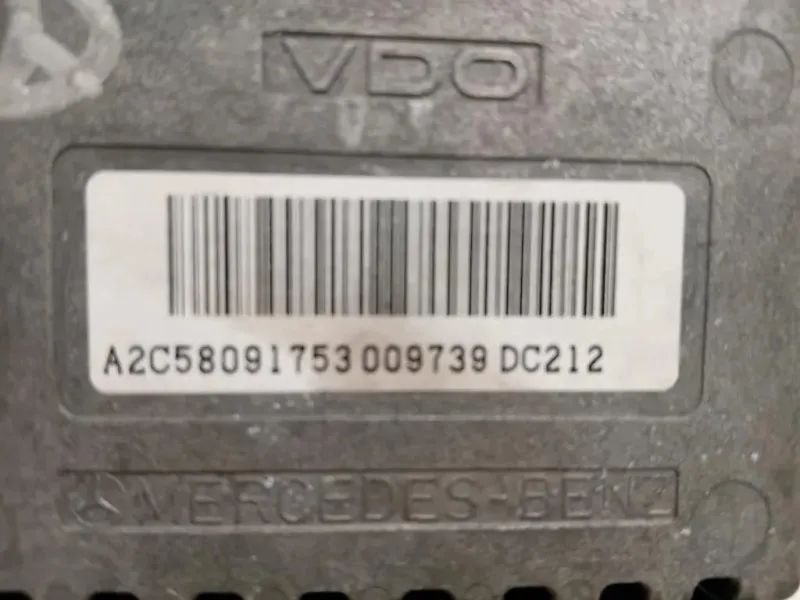 VDO
A2C58091753 009739 DC212
MERCEDES-BENZ